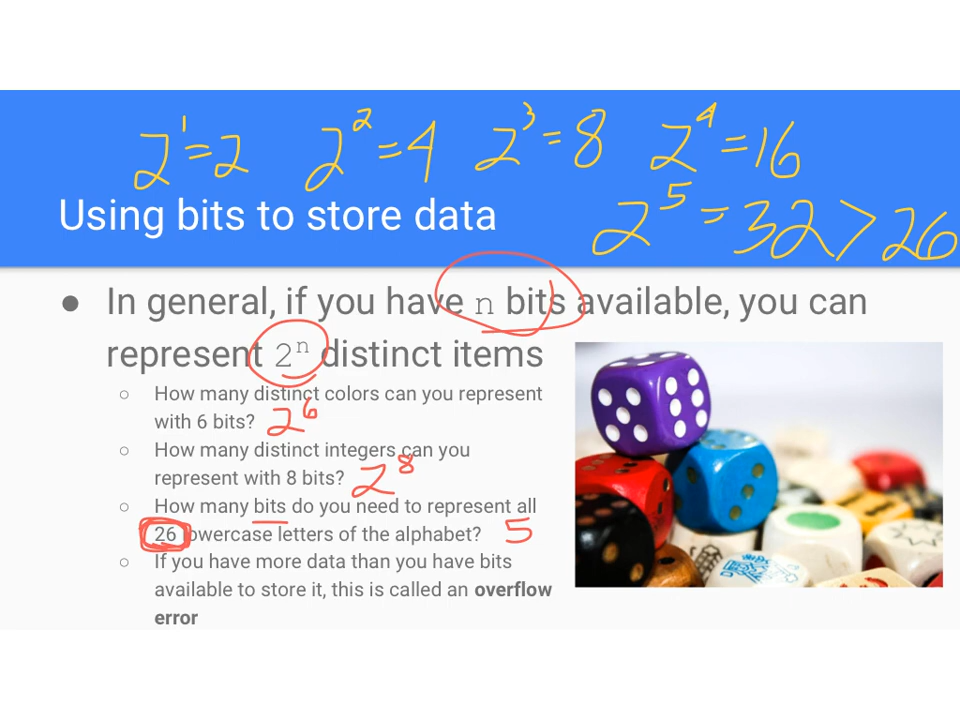 2¹=2 2²=4 2³=8 2⁴=16
Using bits to store data
2⁵=32>26
● In general, if you have n bits available, you can
represent 2ⁿ distinct items
○ How many distinct colors can you represent
with 6 bits? 2⁶
○ How many distinct integers can you
represent with 8 bits? 2⁸
○ How many bits do you need to represent all
26 lowercase letters of the alphabet? 5
○ If you have more data than you have bits
available to store it, this is called an overflow
error